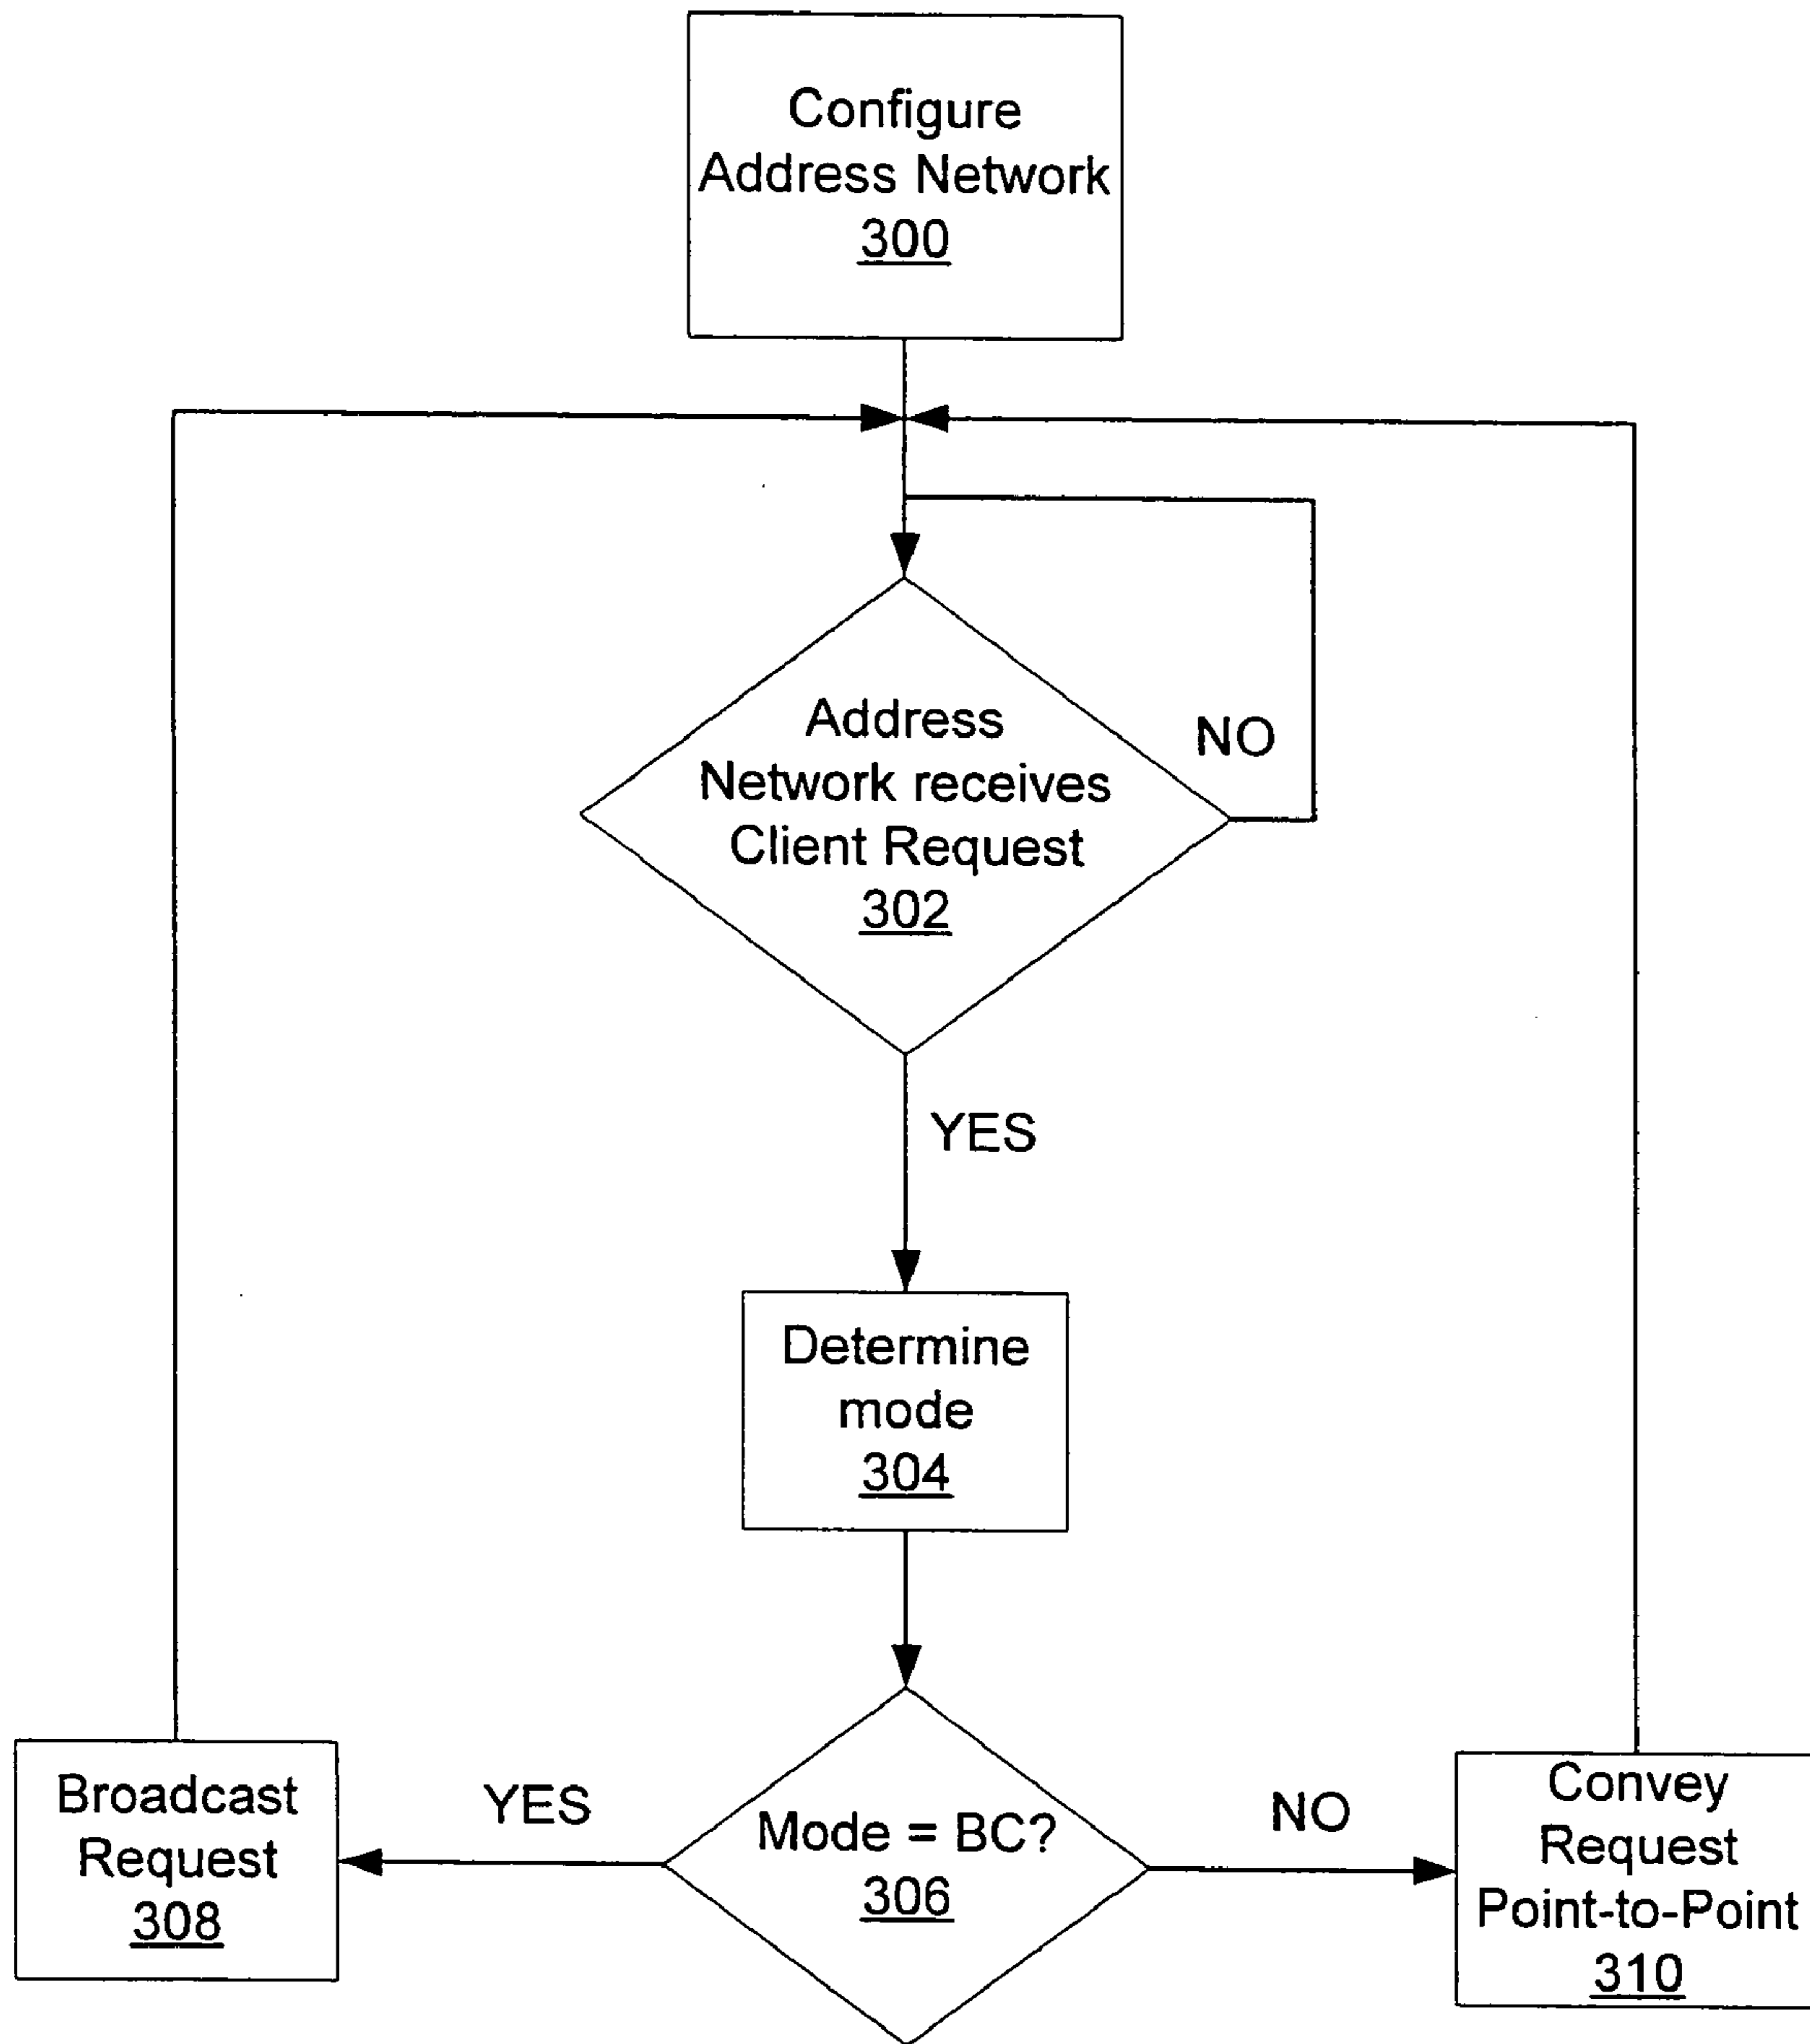 Configure
Address Network
300
Address
Network receives
Client Request
302
NO
YES
Determine
mode
304
Mode = BC?
306
YES
NO
Broadcast
Request
308
Convey
Request
Point-to-Point
310